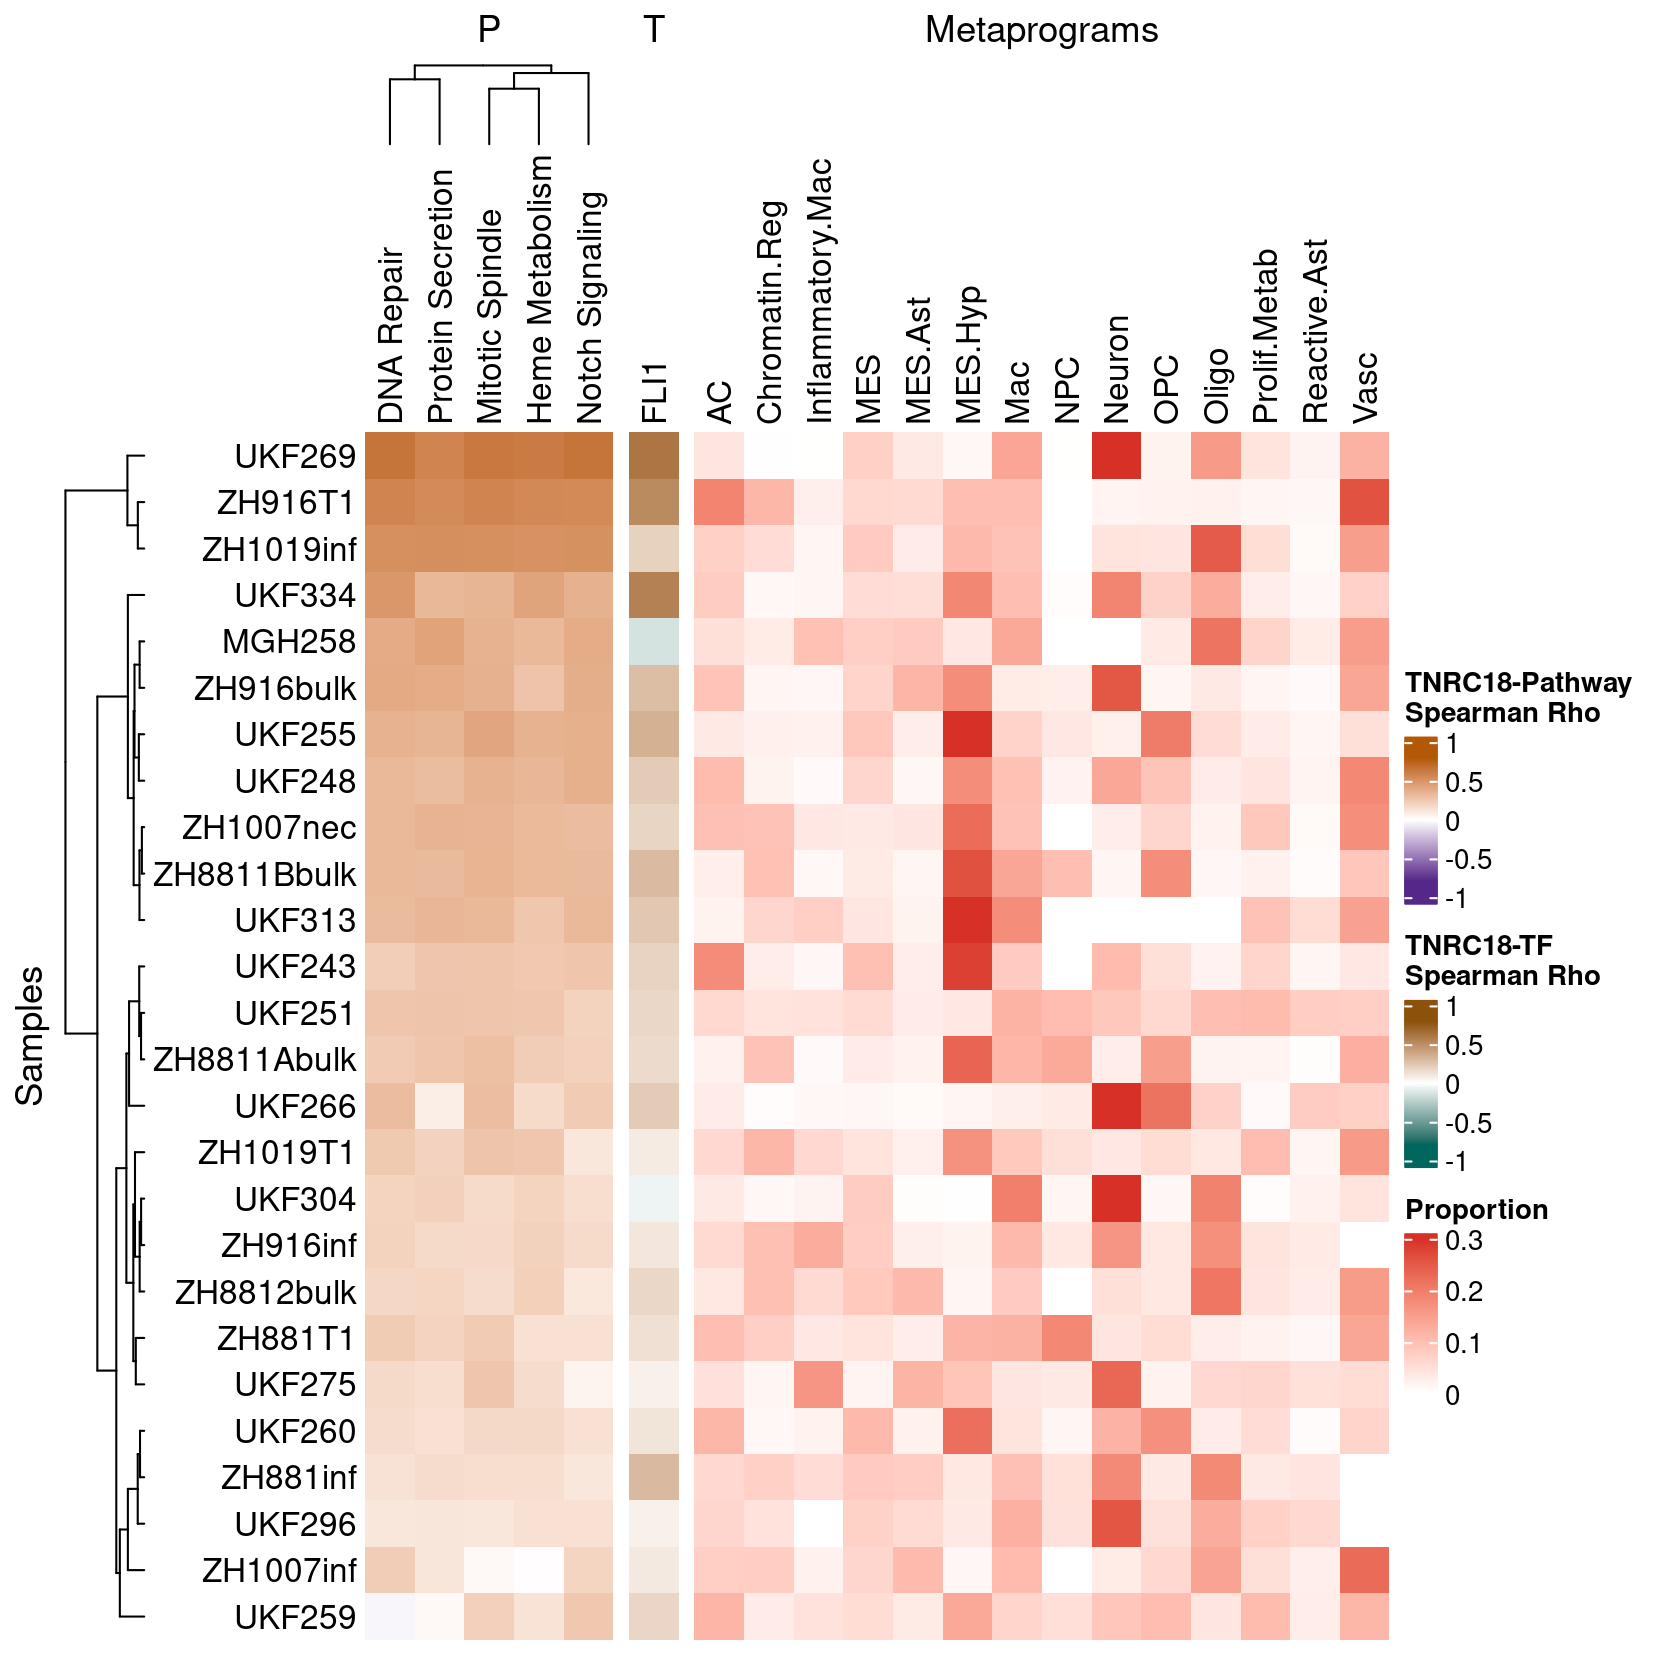 P T Metaprograms
DNA Repair
Protein Secretion
Mitotic Spindle
Heme Metabolism
Notch Signaling
FLI1
AC
Chromatin.Reg
Inflammatory.Mac
MES
MES.Ast
MES.Hyp
Mac
NPC
Neuron
OPC
Oligo
Prolif.Metab
Reactive.Ast
Vasc
Samples
UKF269
ZH916T1
ZH1019inf
UKF334
MGH258
ZH916bulk
UKF255
UKF248
ZH1007nec
ZH8811Bbulk
UKF313
UKF243
UKF251
ZH8811Abulk
UKF266
ZH1019T1
UKF304
ZH916inf
ZH8812bulk
ZH881T1
UKF275
UKF260
ZH881inf
UKF296
ZH1007inf
UKF259
TNRC18-Pathway
Spearman Rho
1
0.5
0
-0.5
-1
TNRC18-TF
Spearman Rho
1
0.5
0
-0.5
-1
Proportion
0.3
0.2
0.1
0